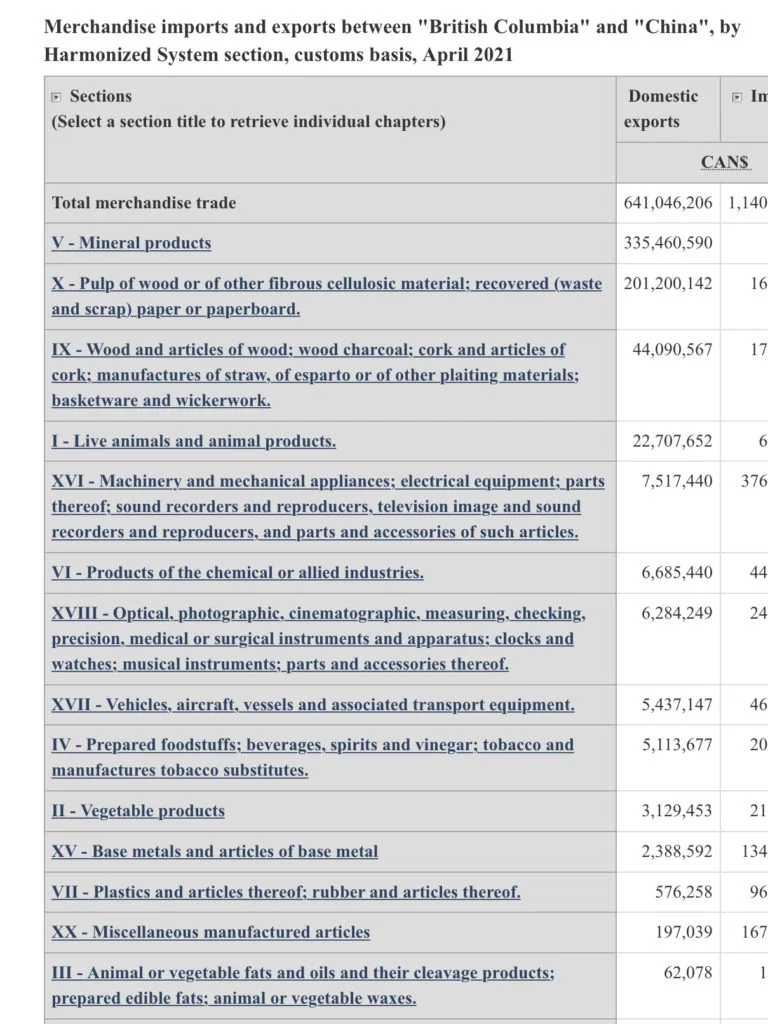 Merchandise imports and exports between "British Columbia" and "China", by
Harmonized System section, customs basis, April 2021
Sections
(Select a section title to retrieve individual chapters)
Domestic
exports
Im
CAN$
Total merchandise trade 641,046,206 1,140
V - Mineral products 335,460,590
X - Pulp of wood or of other fibrous cellulosic material; recovered (waste 201,200,142 16
and scrap) paper or paperboard.
IX - Wood and articles of wood; wood charcoal; cork and articles of 44,090,567 17
cork; manufactures of straw, of esparto or of other plaiting materials;
basketware and wickerwork.
I - Live animals and animal products. 22,707,652 6
XVI - Machinery and mechanical appliances; electrical equipment; parts 7,517,440 376
thereof; sound recorders and reproducers, television image and sound
recorders and reproducers, and parts and accessories of such articles.
VI - Products of the chemical or allied industries. 6,685,440 44
XVIII - Optical, photographic, cinematographic, measuring, checking, 6,284,249 24
precision, medical or surgical instruments and apparatus; clocks and
watches; musical instruments; parts and accessories thereof.
XVII - Vehicles, aircraft, vessels and associated transport equipment. 5,437,147 46
IV - Prepared foodstuffs; beverages, spirits and vinegar; tobacco and 5,113,677 20
manufactures tobacco substitutes.
II - Vegetable products 3,129,453 21
XV - Base metals and articles of base metal 2,388,592 134
VII - Plastics and articles thereof; rubber and articles thereof. 576,258 96
XX - Miscellaneous manufactured articles 197,039 167
III - Animal or vegetable fats and oils and their cleavage products; 62,078 1
prepared edible fats; animal or vegetable waxes.